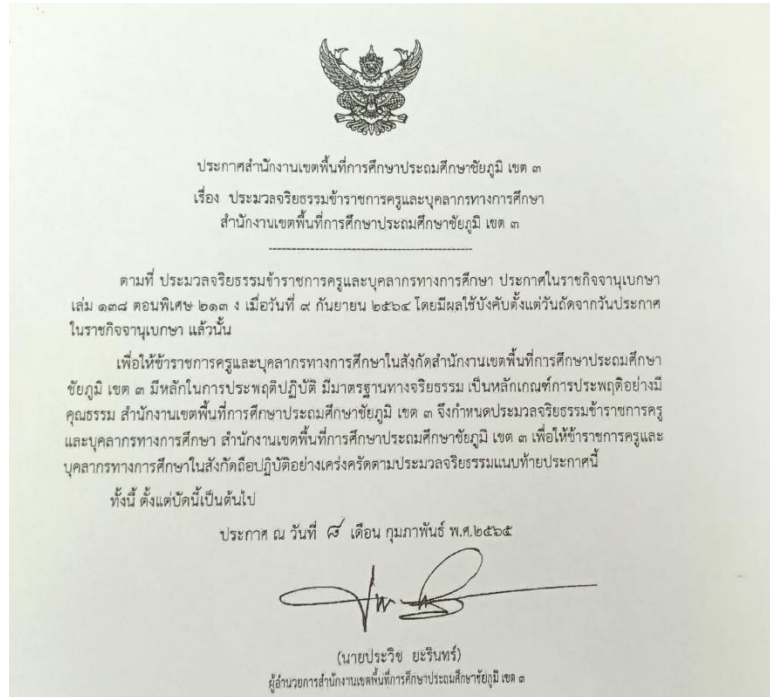 ประกาศสำนักงานเขตพื้นที่การศึกษาประถมศึกษาชัยภูมิ เขต ๓
เรื่อง ประมวลจริยธรรมข้าราชการครูและบุคลากรทางการศึกษา
สำนักงานเขตพื้นที่การศึกษาประถมศึกษาชัยภูมิ เขต ๓
ตามที่ ประมวลจริยธรรมข้าราชการครูและบุคลากรทางการศึกษา ประกาศในราชกิจจานุเบกษา
เล่ม ๑๓๘ ตอนพิเศษ ๒๑๓ ง เมื่อวันที่ ๙ กันยายน ๒๕๖๔ โดยมีผลใช้บังคับตั้งแต่วันถัดจากวันประกาศ
ในราชกิจจานุเบกษา แล้วนั้น
เพื่อให้ข้าราชการครูและบุคลากรทางการศึกษาในสังกัดสำนักงานเขตพื้นที่การศึกษาประถมศึกษา
ชัยภูมิ เขต ๓ มีหลักในการประพฤติปฏิบัติ มีมาตรฐานทางจริยธรรม เป็นหลักเกณฑ์การประพฤติอย่างมี
คุณธรรม สำนักงานเขตพื้นที่การศึกษาประถมศึกษาชัยภูมิ เขต ๓ จึงกำหนดประมวลจริยธรรมข้าราชการครู
และบุคลากรทางการศึกษา สำนักงานเขตพื้นที่การศึกษาประถมศึกษาชัยภูมิ เขต ๓ เพื่อให้ข้าราชการครูและ
บุคลากรทางการศึกษาในสังกัดถือปฏิบัติอย่างเคร่งครัดตามประมวลจริยธรรมแนบท้ายประกาศนี้
ทั้งนี้ ตั้งแต่บัดนี้เป็นต้นไป
ประกาศ ณ วันที่ ๘ เดือน กุมภาพันธ์ พ.ศ.๒๕๖๕
(นายประวิช ยะรินทร์)
ผู้อำนวยการสำนักงานเขตพื้นที่การศึกษาประถมศึกษาชัยภูมิ เขต ๓